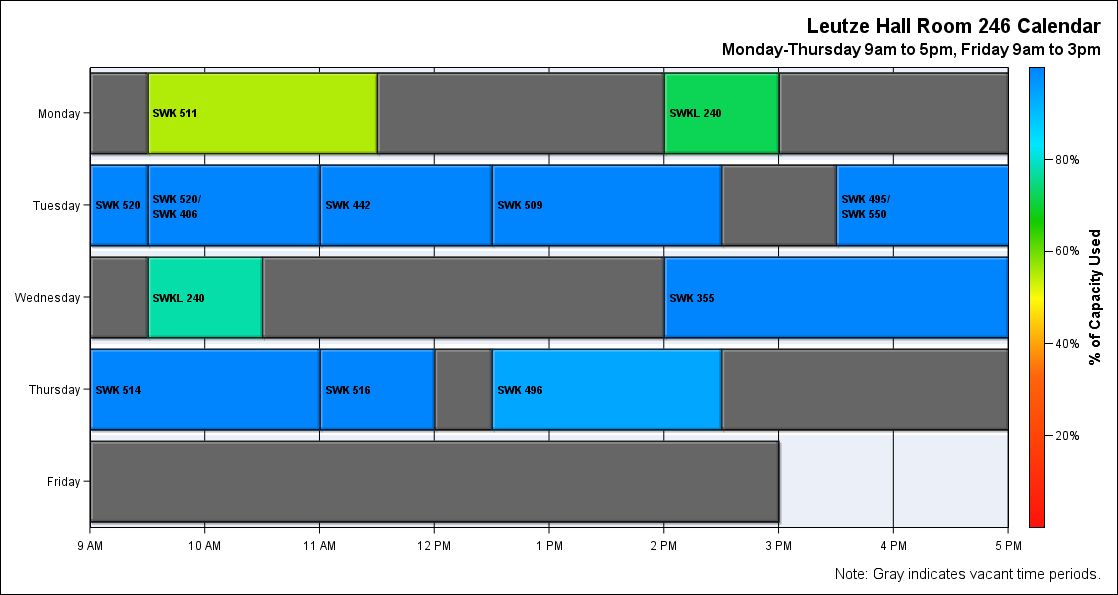 Leutze Hall Room 246 Calendar
Monday-Thursday 9am to 5pm, Friday 9am to 3pm
Monday
SWK 511
SWKL 240
Tuesday
SWK 520
SWK 520/
SWK 406
SWK 442
SWK 509
SWK 495/
SWK 550
Wednesday
SWKL 240
SWK 355
Thursday
SWK 514
SWK 516
SWK 496
Friday
9 AM
10 AM
11 AM
12 PM
1 PM
2 PM
3 PM
4 PM
5 PM
80%
60%
40%
20%
% of Capacity Used
Note: Gray indicates vacant time periods.